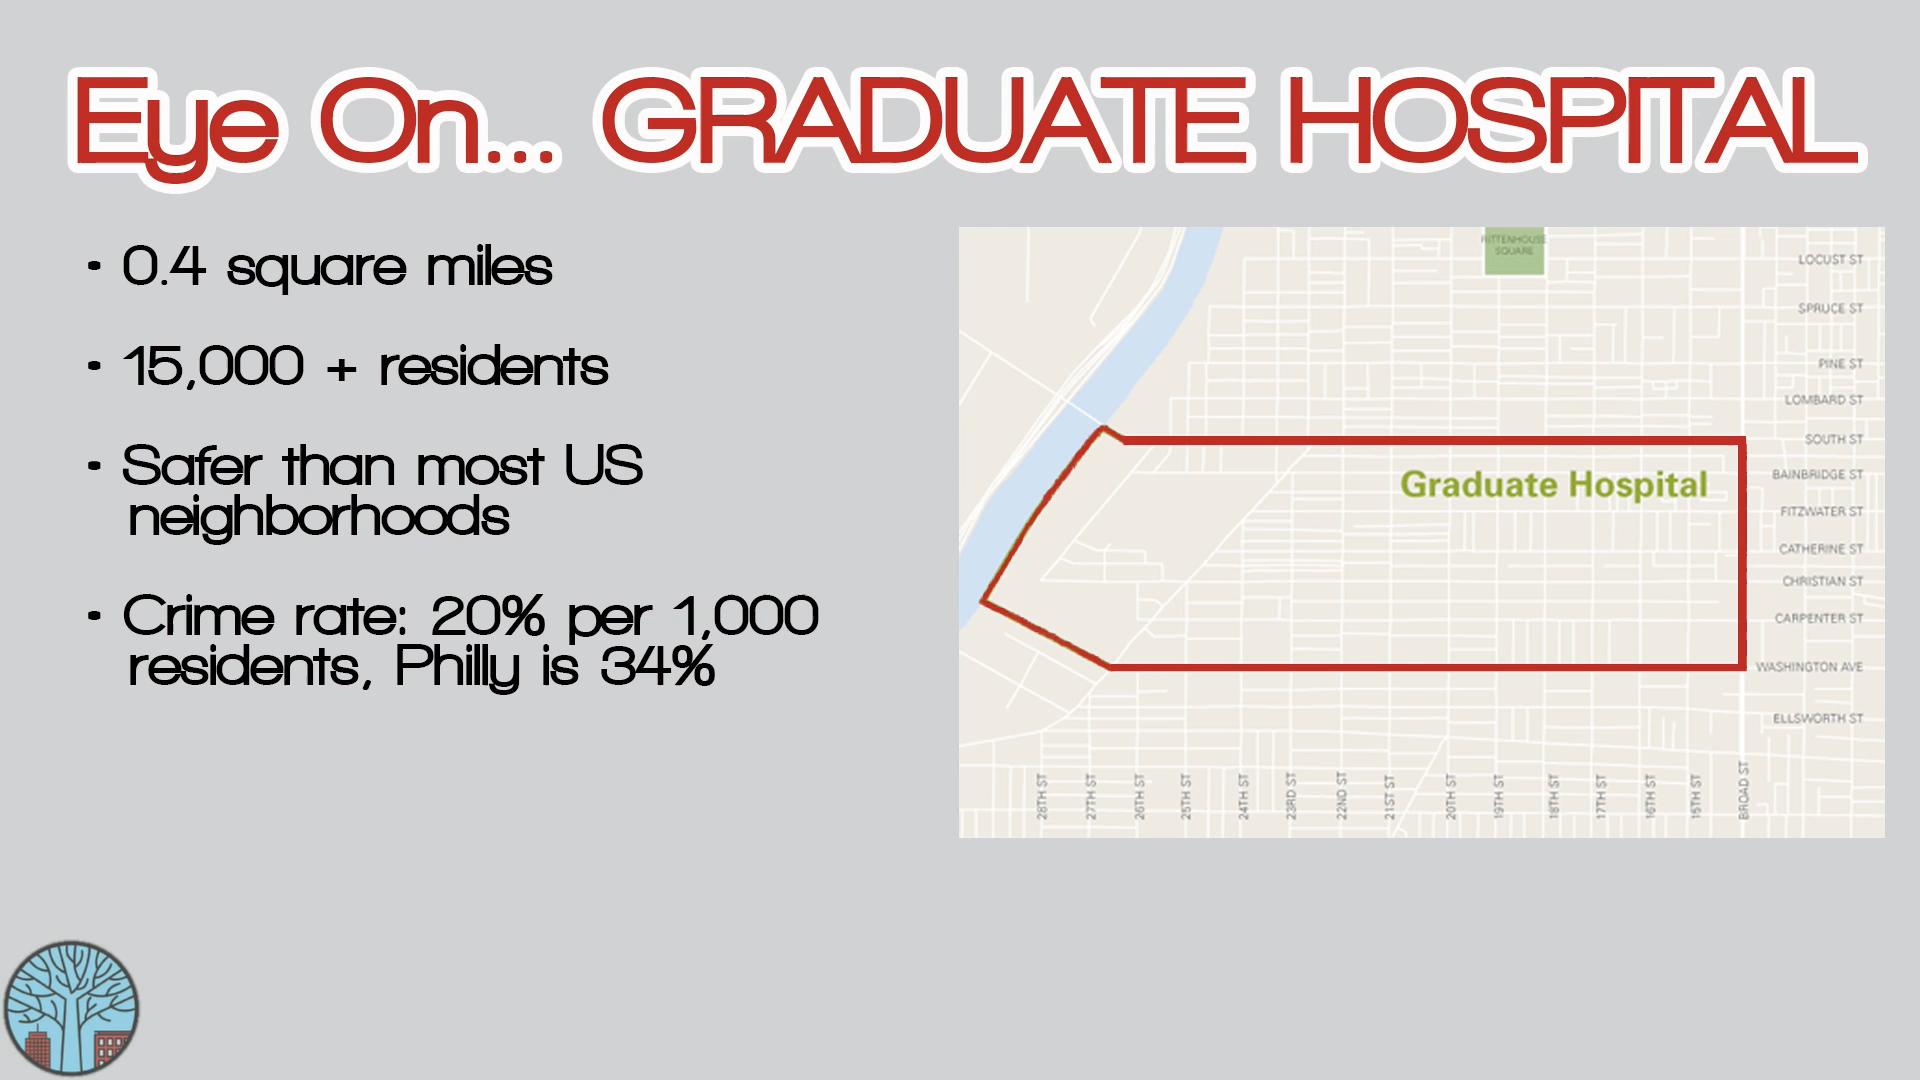 Eye On... GRADUATE HOSPITAL
• 0.4 square miles
• 15,000 + residents
• Safer than most US
neighborhoods
• Crime rate: 20% per 1,000
residents, Philly is 34%
RITTENHOUSE
SQUARE
LOCUST ST
SPRUCE ST
PINE ST
LOMBARD ST
SOUTH ST
Graduate Hospital
BAINBRIDGE ST
FITZWATER ST
CATHERINE ST
CHRISTIAN ST
CARPENTER ST
WASHINGTON AVE
ELLSWORTH ST
28TH ST
27TH ST
26TH ST
25TH ST
24TH ST
23RD ST
22ND ST
21ST ST
20TH ST
19TH ST
18TH ST
17TH ST
16TH ST
15TH ST
BROAD ST